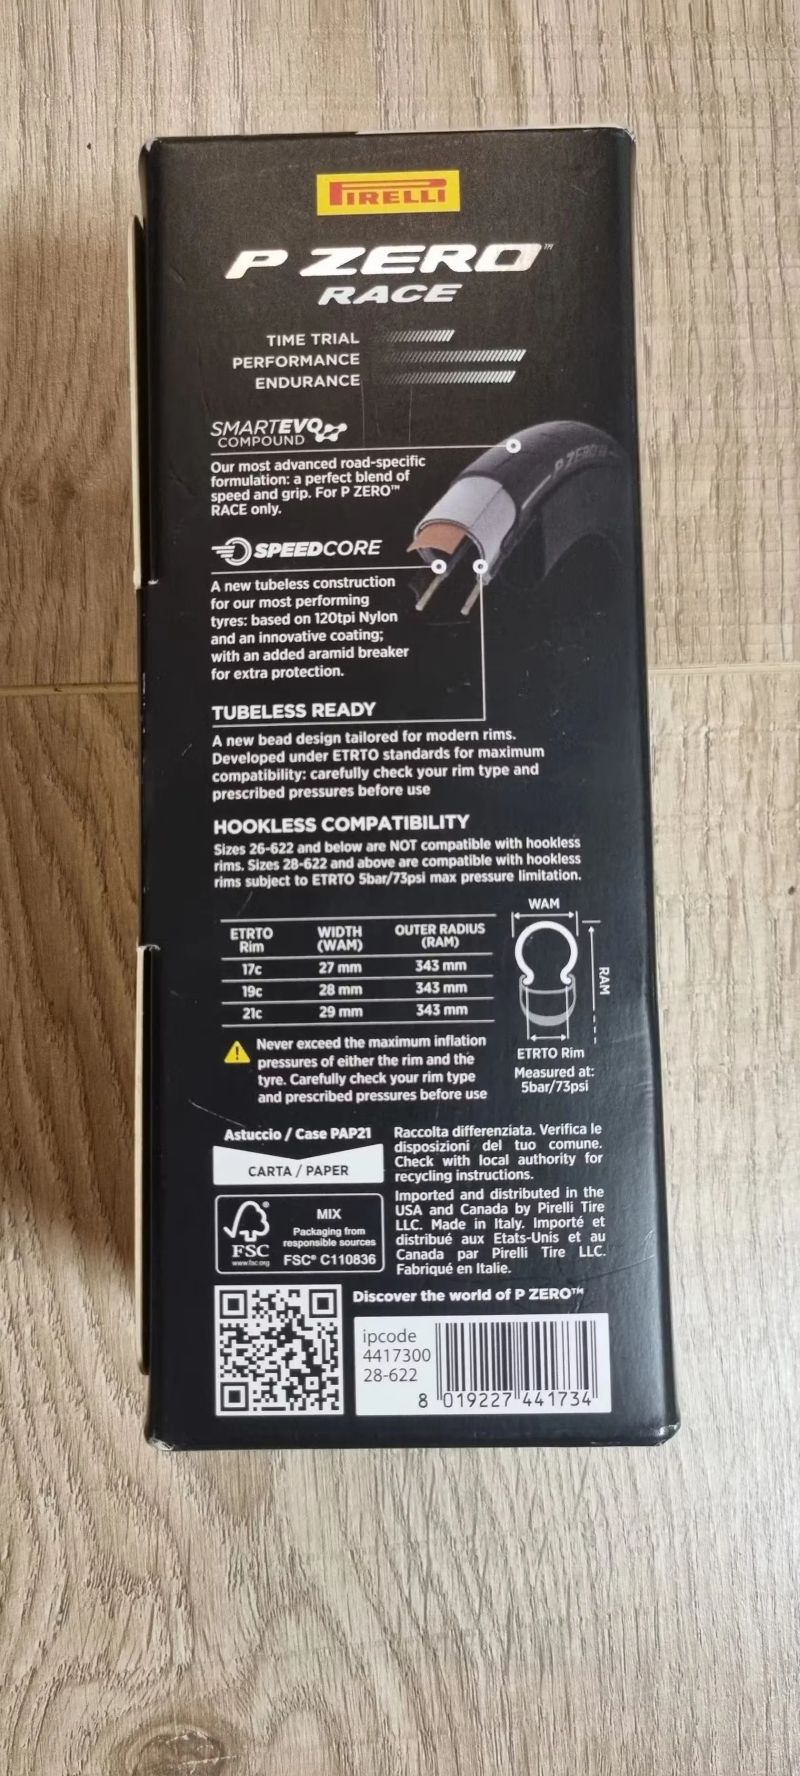 PIRELLI
P ZERO™
RACE
TIME TRIAL
PERFORMANCE
ENDURANCE
SMARTEVO
COMPOUND
Our most advanced road-specific
formulation: a perfect blend of
speed and grip. For P ZERO™
RACE only.
P ZERO
SPEEDCORE
A new tubeless construction
for our most performing
tyres: based on 120tpi Nylon
and an innovative coating;
with an added aramid breaker
for extra protection.
TUBELESS READY
A new bead design tailored for modern rims.
Developed under ETRTO standards for maximum
compatibility: carefully check your rim type and
prescribed pressures before use
HOOKLESS COMPATIBILITY
Sizes 26-622 and below are NOT compatible with hookless
rims. Sizes 28-622 and above are compatible with hookless
rims subject to ETRTO 5bar/73psi max pressure limitation.
ETRTO Rim WIDTH (WAM) OUTER RADIUS (RAM)
17c 27 mm 343 mm
19c 28 mm 343 mm
21c 29 mm 343 mm
WAM
RAM
ETRTO Rim
Measured at:
5bar/73psi
Never exceed the maximum inflation
pressures of either the rim and the
tyre. Carefully check your rim type
and prescribed pressures before use
Astuccio / Case PAP21
CARTA / PAPER
FSC
www.fsc.org
MIX
Packaging from
responsible sources
FSC® C110836
Raccolta differenziata. Verifica le
disposizioni del tuo comune.
Check with local authority for
recycling instructions.
Imported and distributed in the
USA and Canada by Pirelli Tire
LLC. Made in Italy. Importé et
distribué aux Etats-Unis et au
Canada par Pirelli Tire LLC.
Fabriqué en Italie.
Discover the world of P ZERO™
ipcode
4417300
28-622
8 019227 441734